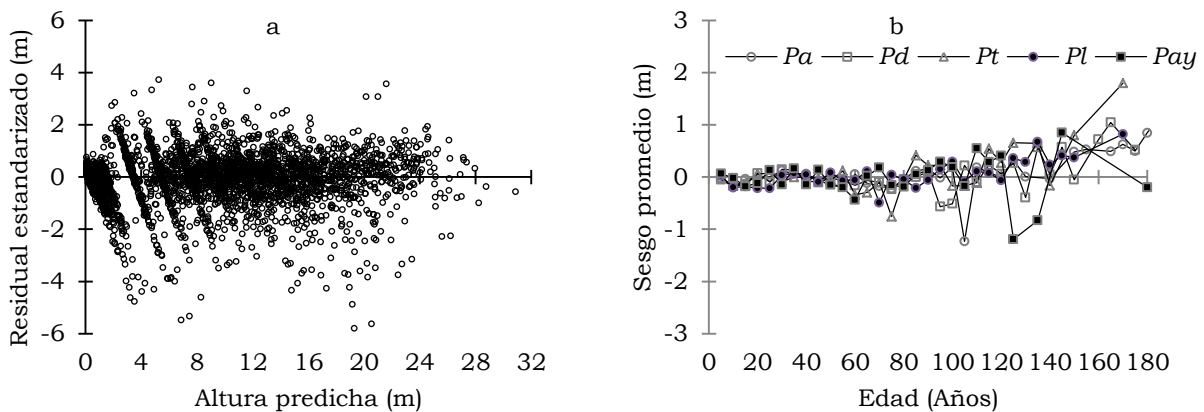 a
Residual estandarizado (m)
6
4
2
0
-2
-4
-6
0 4 8 12 16 20 24 28 32
Altura predicha (m)
b
Pa Pd Pt Pl Pay
Sesgo promedio (m)
3
2
1
0
-1
-2
-3
0 20 40 60 80 100 120 140 160 180
Edad (Años)